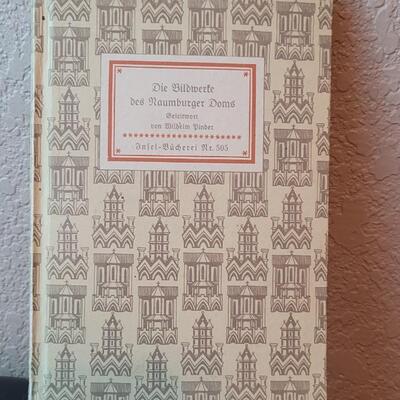 Die Bildwerke
des Naumburger Doms
Geleitwort
von Wilhelm Pinder
Insel-Bücherei Nr. 505